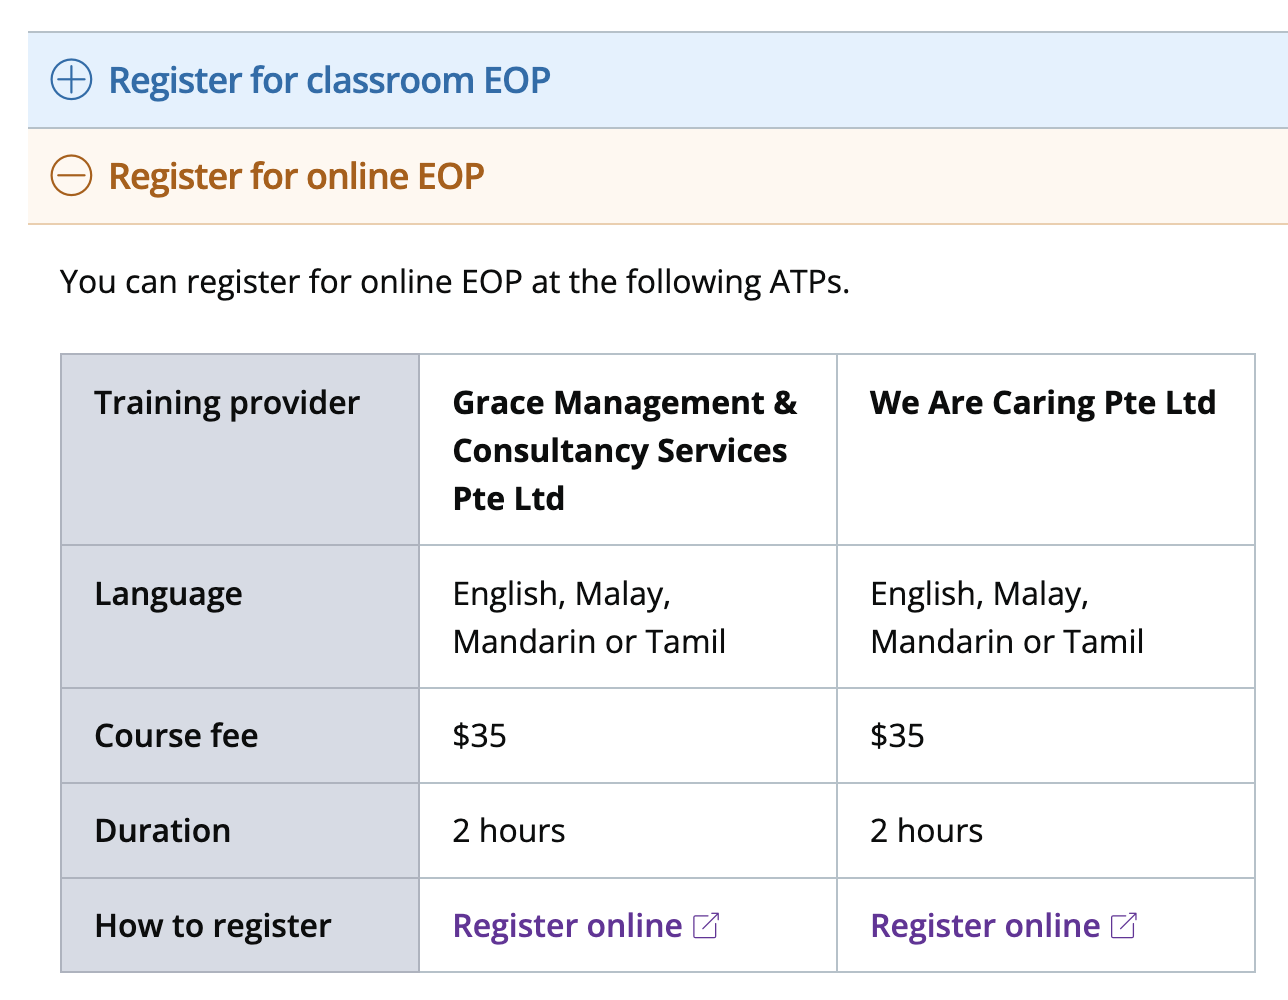 Register for classroom EOP
Register for online EOP
You can register for online EOP at the following ATPs.
Training provider
Grace Management &
Consultancy Services
Pte Ltd
We Are Caring Pte Ltd
Language
English, Malay,
Mandarin or Tamil
English, Malay,
Mandarin or Tamil
Course fee
$35
$35
Duration
2 hours
2 hours
How to register
Register online
Register online